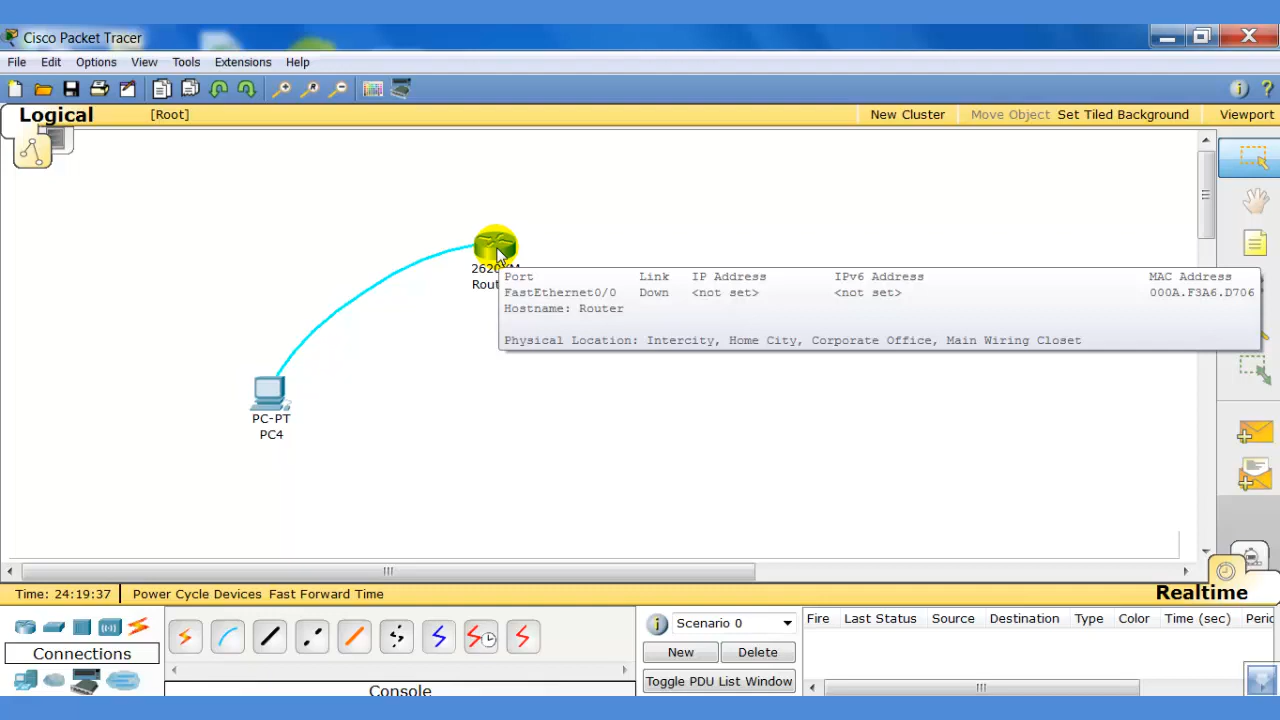 Cisco Packet Tracer
File Edit Options View Tools Extensions Help
Logical [Root] New Cluster Move Object Set Tiled Background Viewport
2620XM
Port Link IP Address IPv6 Address MAC Address
FastEthernet0/0 Down <not set> <not set> 000A.F3A6.D706
Hostname: Router
Physical Location: Intercity, Home City, Corporate Office, Main Wiring Closet
PC-PT
PC4
Time: 24:19:37 Power Cycle Devices Fast Forward Time Realtime
Scenario 0
Fire Last Status Source Destination Type Color Time (sec) Peric
New Delete
Connections
Toggle PDU List Window
Console